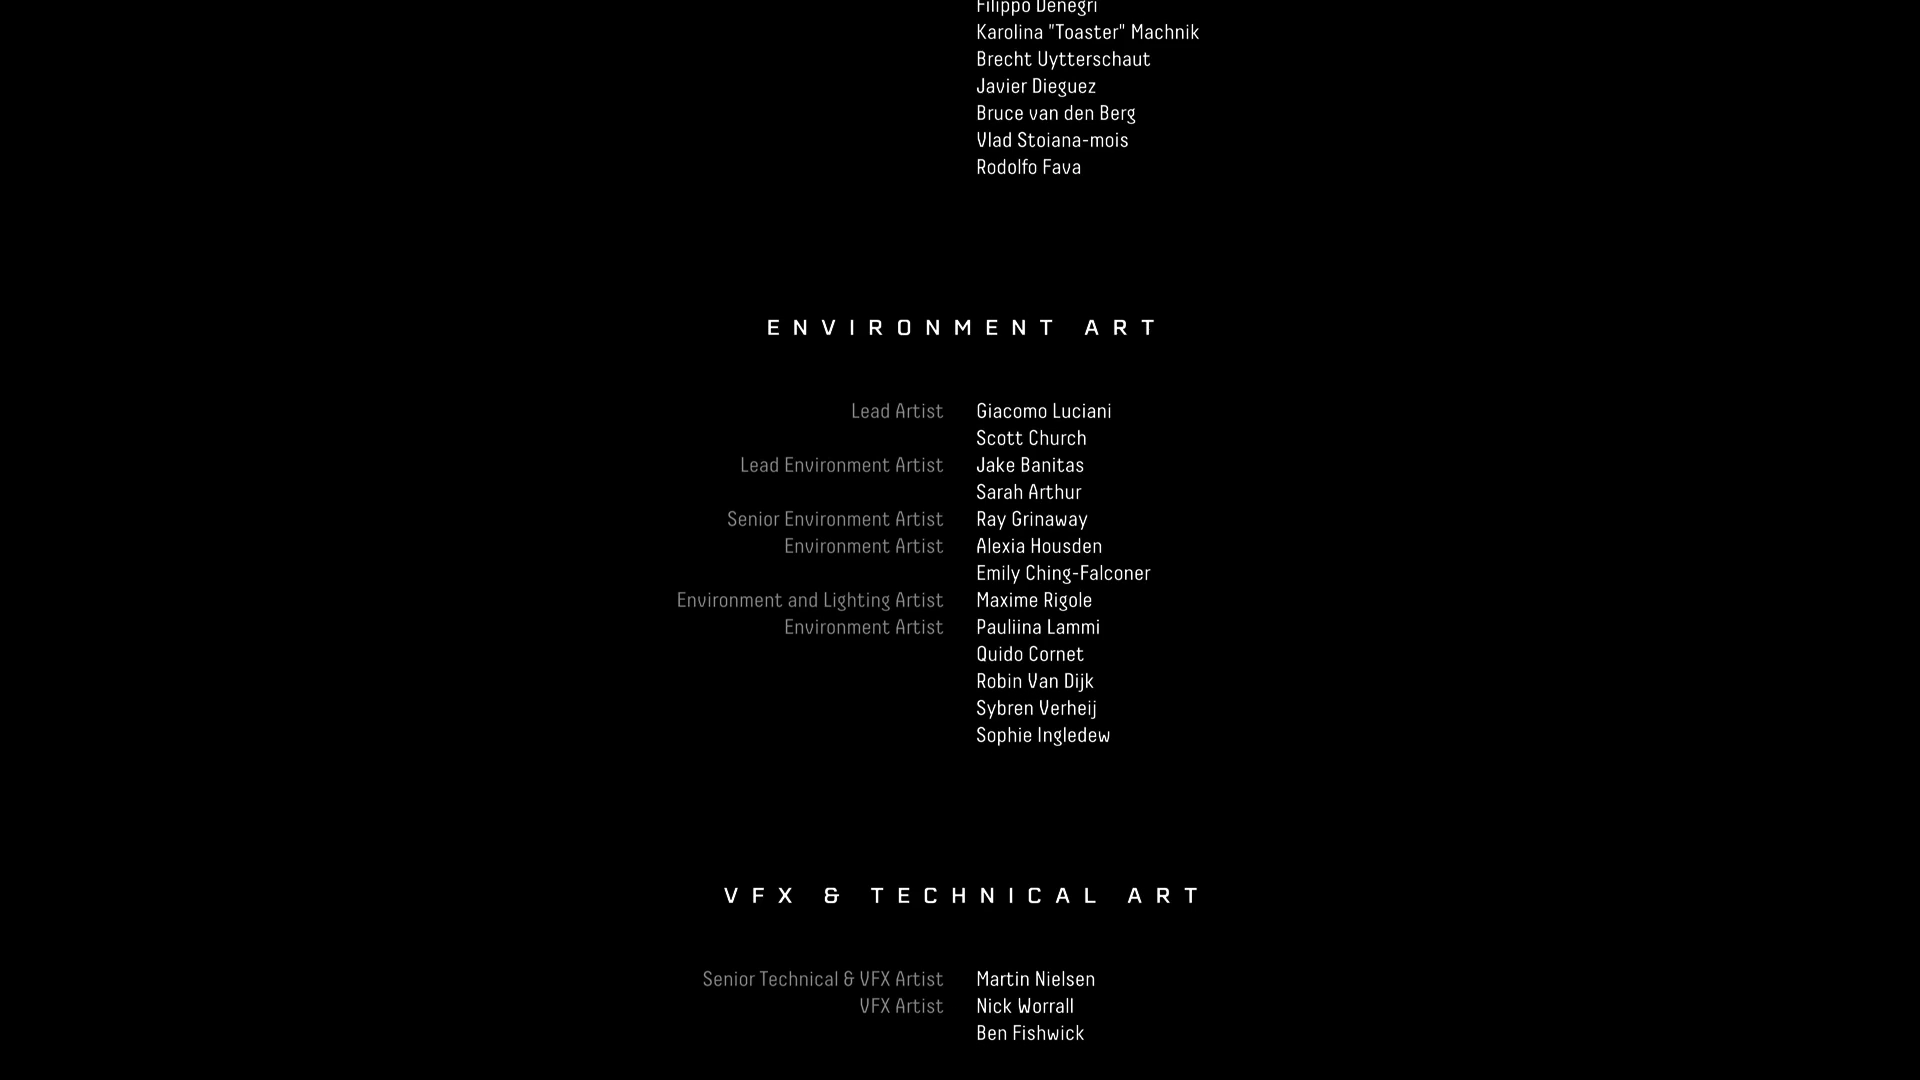 Filippo Denegri
Karolina "Toaster" Machnik
Brecht Uytterschaut
Javier Dieguez
Bruce van den Berg
Vlad Stoiana-mois
Rodolfo Fava
ENVIRONMENT ART
Lead Artist Giacomo Luciani
Scott Church
Lead Environment Artist Jake Banitas
Sarah Arthur
Senior Environment Artist Ray Grinaway
Environment Artist Alexia Housden
Emily Ching-Falconer
Environment and Lighting Artist Maxime Rigole
Environment Artist Pauliina Lammi
Quido Cornet
Robin Van Dijk
Sybren Verheij
Sophie Ingledew
VFX & TECHNICAL ART
Senior Technical & VFX Artist Martin Nielsen
VFX Artist Nick Worrall
Ben Fishwick